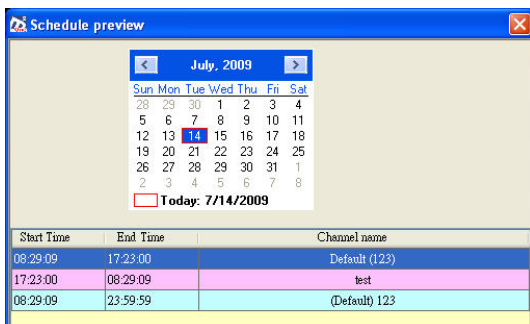 Schedule preview
July, 2009
Sun Mon Tue Wed Thu Fri Sat
28 29 30 1 2 3 4
5 6 7 8 9 10 11
12 13 14 15 16 17 18
19 20 21 22 23 24 25
26 27 28 29 30 31 1
2 3 4 5 6 7 8
Today: 7/14/2009
Start Time End Time Channel name
08:29:09 17:23:00 Default (123)
17:23:00 08:29:09 test
08:29:09 23:59:59 (Default) 123